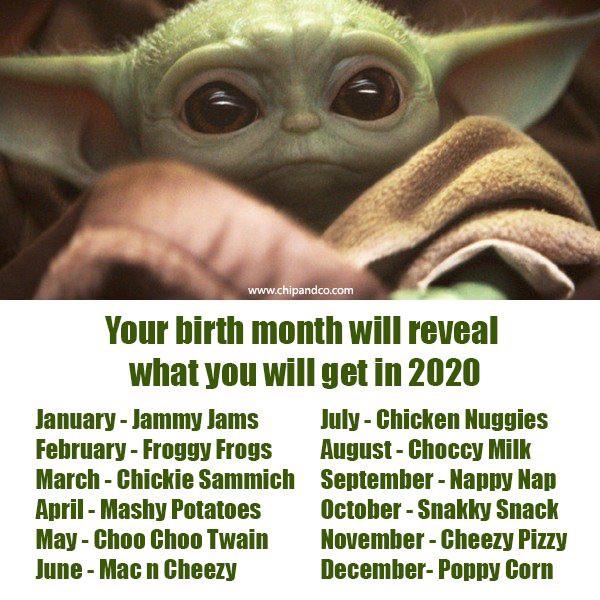 www.chipandco.com
Your birth month will reveal
what you will get in 2020
January - Jammy Jams
February - Froggy Frogs
March - Chickie Sammich
April - Mashy Potatoes
May - Choo Choo Twain
June - Mac n Cheezy
July - Chicken Nuggies
August - Choccy Milk
September - Nappy Nap
October - Snakky Snack
November - Cheezy Pizzy
December- Poppy Corn